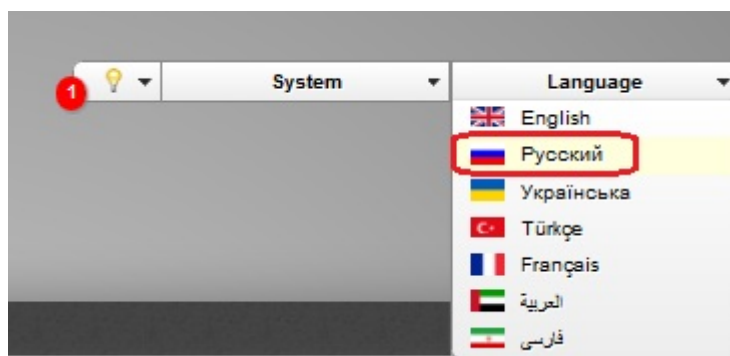 1 System Language
English
Русский
Українська
Türkçe
Français
العربية
فارسی